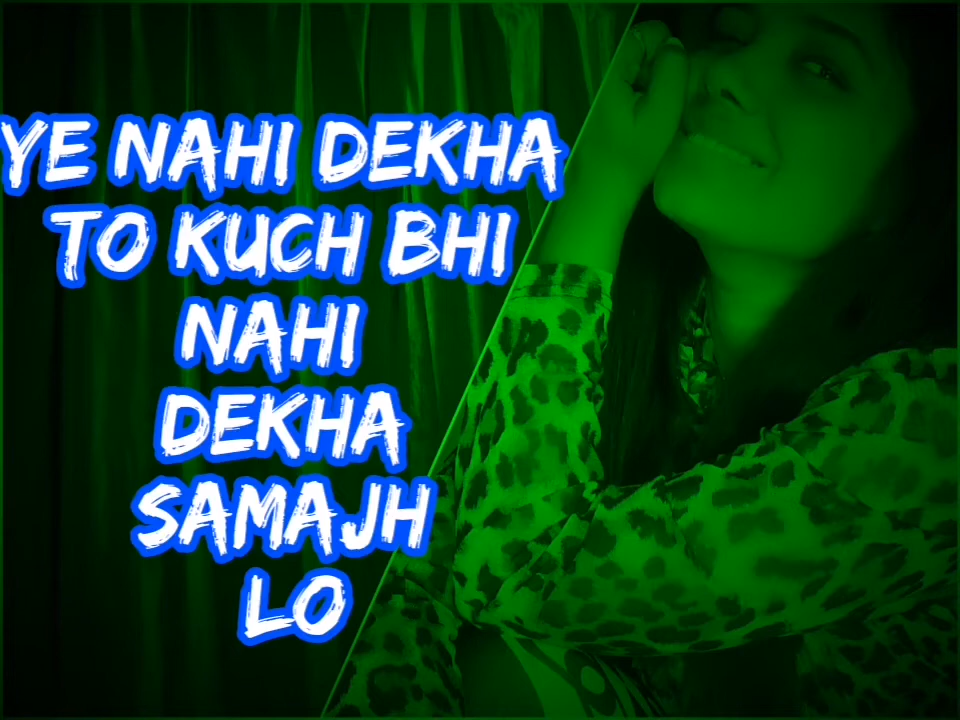 YE NAHI DEKHA
TO KUCH BHI
NAHI
DEKHA
SAMAJH
LO